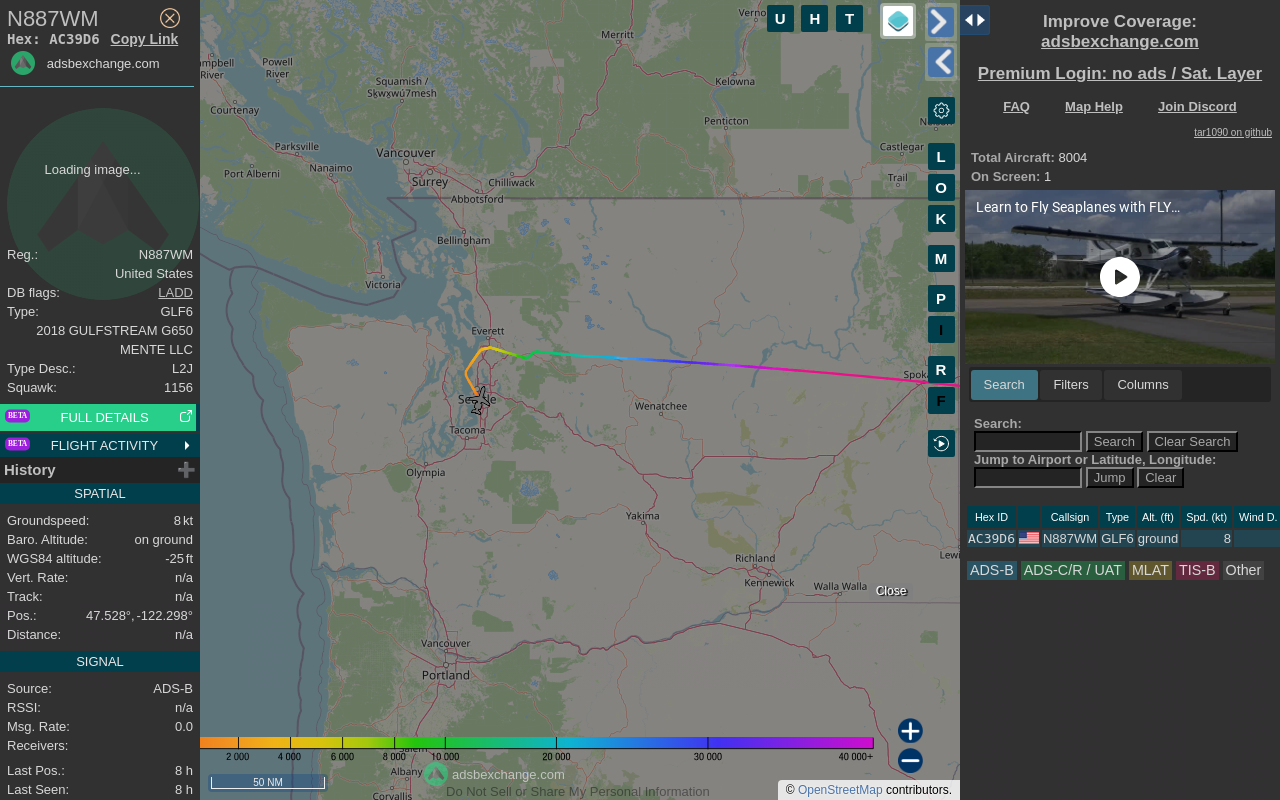 N887WM
Hex: AC39D6 Copy Link
adsbexchange.com
Loading image...
Reg.: N887WM
United States
DB flags: LADD
Type: GLF6
2018 GULFSTREAM G650
MENTE LLC
Type Desc.: L2J
Squawk: 1156
BETA FULL DETAILS
BETA FLIGHT ACTIVITY
History
SPATIAL
Groundspeed: 8 kt
Baro. Altitude: on ground
WGS84 altitude: -25 ft
Vert. Rate: n/a
Track: n/a
Pos.: 47.528°, -122.298°
Distance: n/a
SIGNAL
Source: ADS-B
RSSI: n/a
Msg. Rate: 0.0
Receivers:
Last Pos.: 8 h
Last Seen: 8 h
Merritt
Powell
River
River
Squamish /
Sḵwx̱wú7mesh
Kelowna
Courtenay
Penticton
Parksville
Vancouver
Nanaimo
Port Alberni
Surrey
Chilliwack
Abbotsford
Castlegar
Trail
Bellingham
Victoria
Everett
Wenatchee
Tacoma
Olympia
Yakima
Richland
Kennewick
Walla Walla
Close
Vancouver
Portland
Albany
Corvallis
U H T
L
O
K
M
P
I
R
F
2 000 4 000 6 000 8 000 10 000 20 000 30 000 40 000+
50 NM
adsbexchange.com
Do Not Sell or Share My Personal Information
© OpenStreetMap contributors.
Improve Coverage:
adsbexchange.com
Premium Login: no ads / Sat. Layer
FAQ Map Help Join Discord
tar1090 on github
Total Aircraft: 8004
On Screen: 1
Learn to Fly Seaplanes with FLY...
Search Filters Columns
Search:
Search Clear Search
Jump to Airport or Latitude, Longitude:
Jump Clear
Hex ID Callsign Type Alt. (ft) Spd. (kt) Wind D.
AC39D6 N887WM GLF6 ground 8
ADS-B ADS-C/R / UAT MLAT TIS-B Other